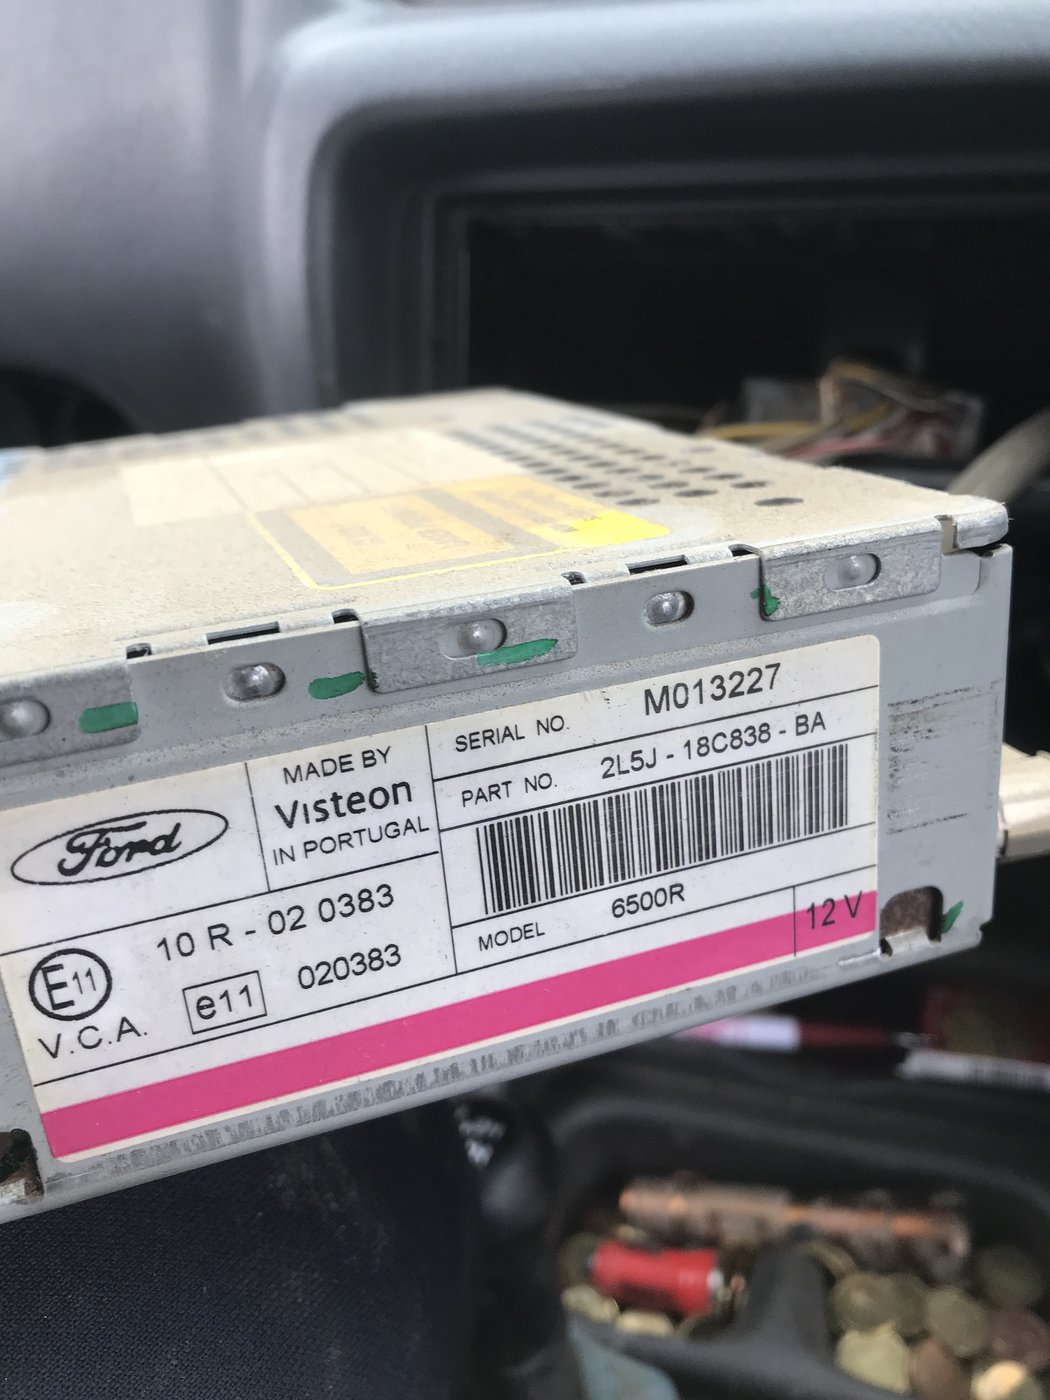 Ford
MADE BY
Visteon
IN PORTUGAL
SERIAL NO. M013227
PART NO. 2L5J - 18C838 - BA
10 R - 02 0383
E11
V.C.A.
e11 020383
MODEL 6500R
12 V